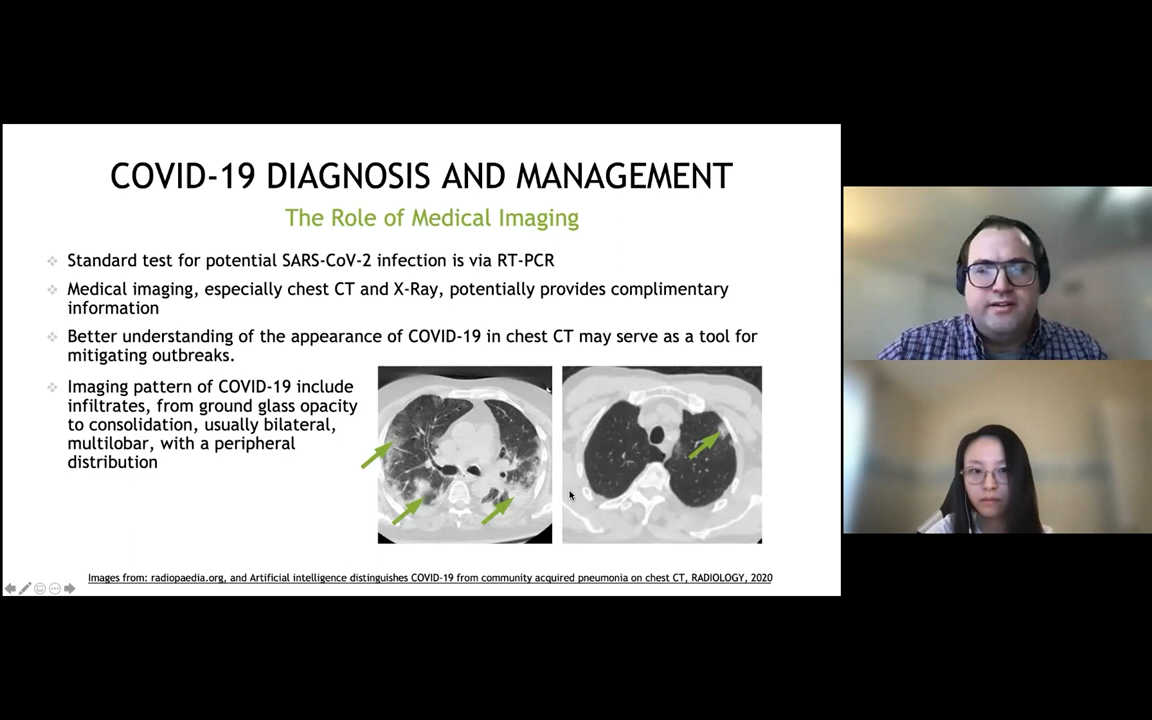 COVID-19 DIAGNOSIS AND MANAGEMENT
The Role of Medical Imaging
Standard test for potential SARS-CoV-2 infection is via RT-PCR
Medical imaging, especially chest CT and X-Ray, potentially provides complimentary
information
Better understanding of the appearance of COVID-19 in chest CT may serve as a tool for
mitigating outbreaks.
Imaging pattern of COVID-19 include
infiltrates, from ground glass opacity
to consolidation, usually bilateral,
multilobar, with a peripheral
distribution
Images from: radiopaedia.org, and Artificial intelligence distinguishes COVID-19 from community acquired pneumonia on chest CT, RADIOLOGY, 2020